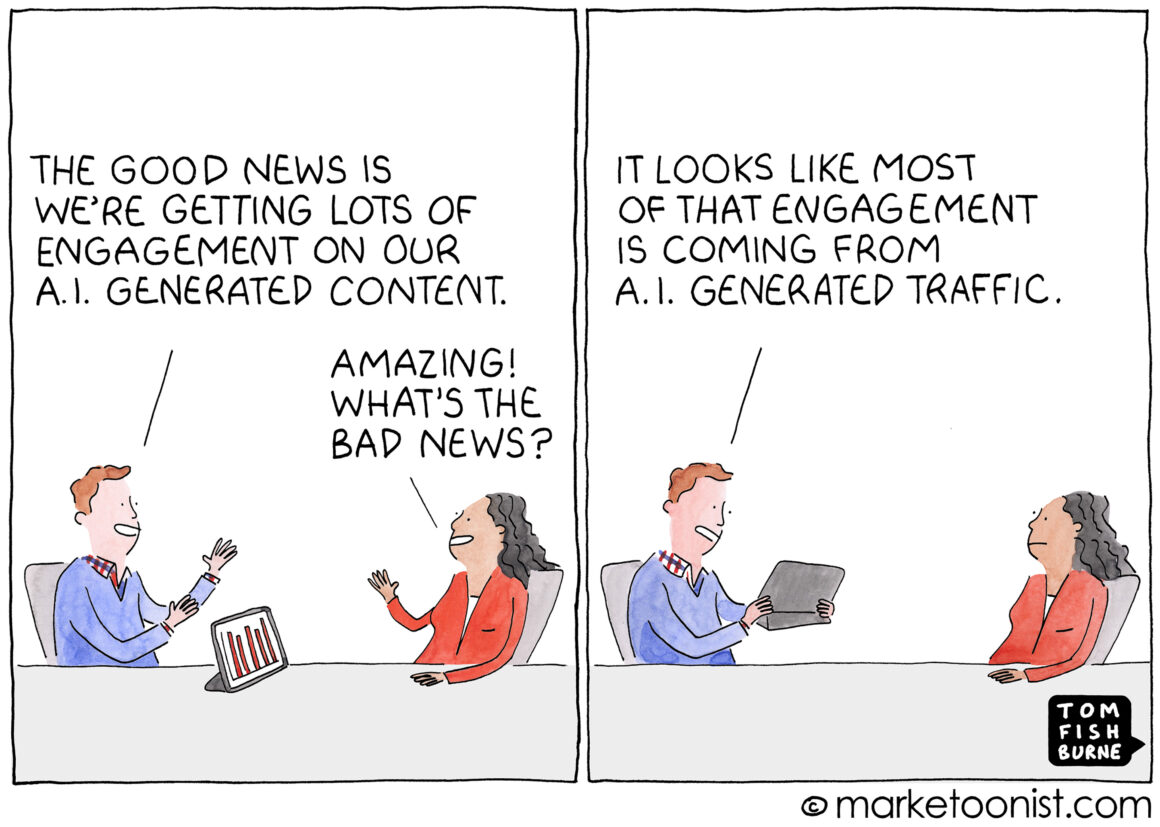 THE GOOD NEWS IS
WE'RE GETTING LOTS OF
ENGAGEMENT ON OUR
A.I. GENERATED CONTENT.
AMAZING!
WHAT'S THE
BAD NEWS?
IT LOOKS LIKE MOST
OF THAT ENGAGEMENT
IS COMING FROM
A.I. GENERATED TRAFFIC.
TOM
FISH
BURNE
© marketoonist.com